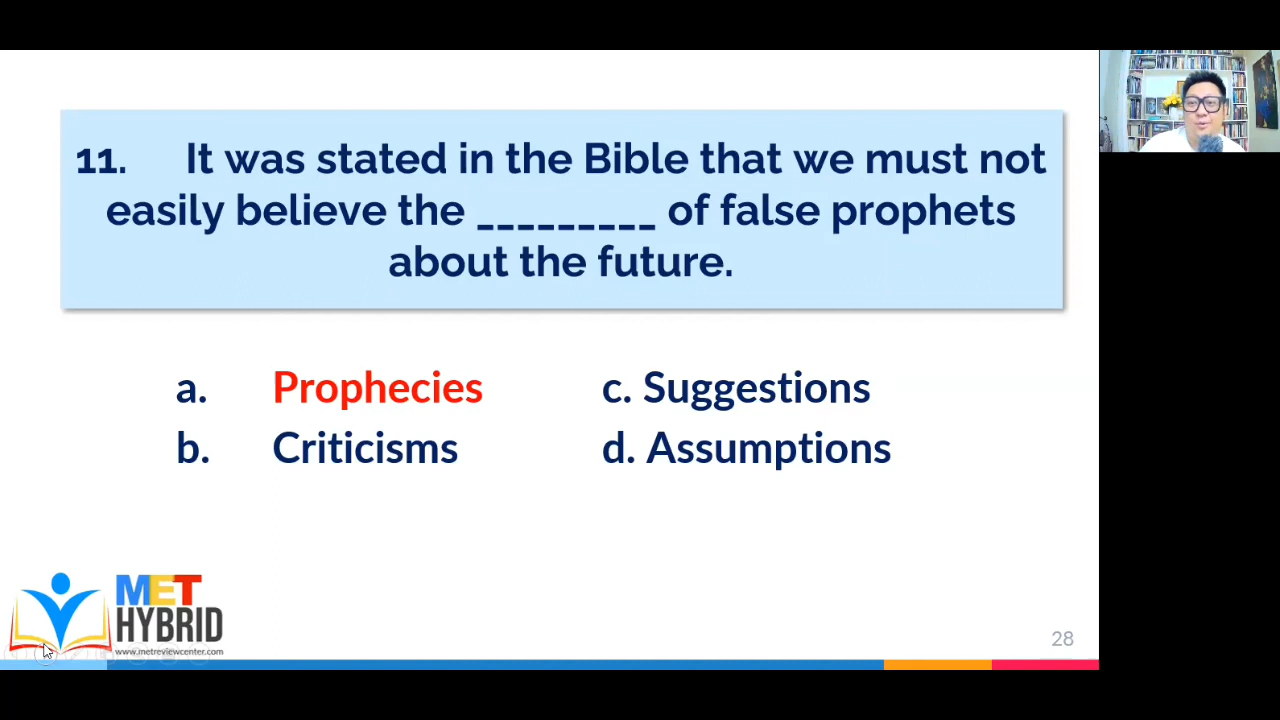 11. It was stated in the Bible that we must not
easily believe the _________ of false prophets
about the future.
a. Prophecies c. Suggestions
b. Criticisms d. Assumptions
MET
HYBRID
www.metreviewcenter.com
28